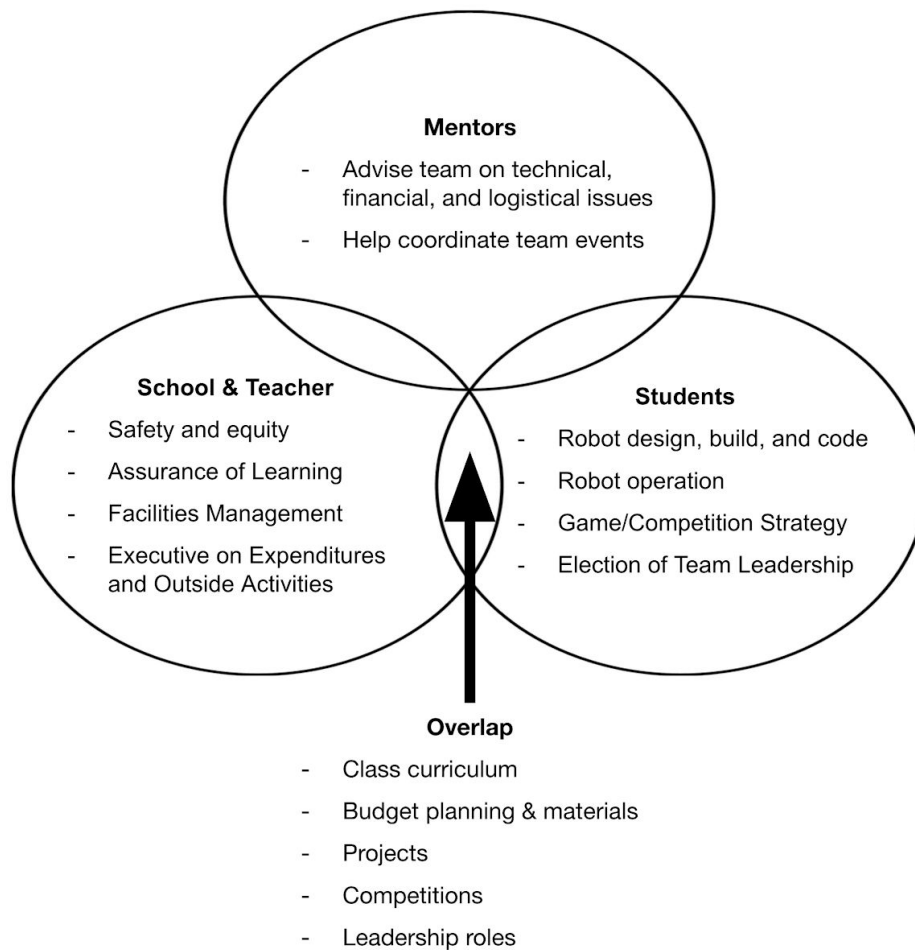 Mentors
- Advise team on technical,
financial, and logistical issues
- Help coordinate team events
School & Teacher
- Safety and equity
- Assurance of Learning
- Facilities Management
- Executive on Expenditures
and Outside Activities
Students
- Robot design, build, and code
- Robot operation
- Game/Competition Strategy
- Election of Team Leadership
Overlap
- Class curriculum
- Budget planning & materials
- Projects
- Competitions
- Leadership roles